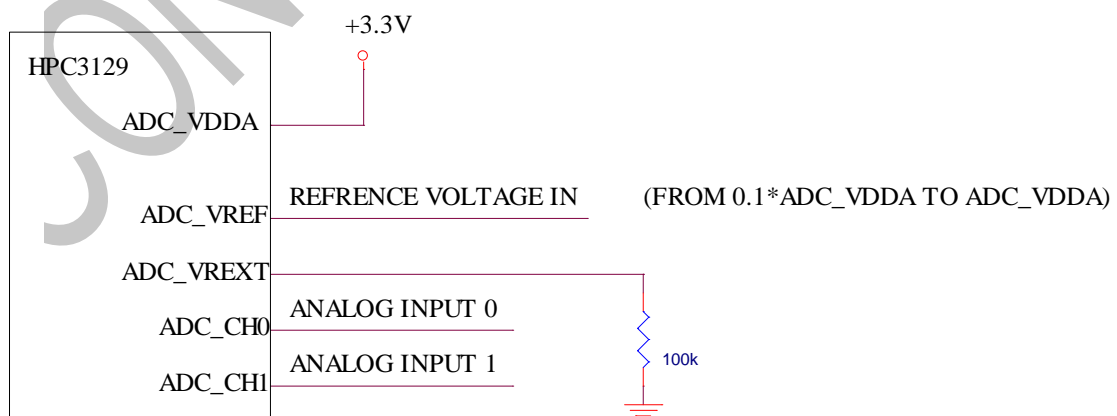 +3.3V
HPC3129
ADC_VDDA
REFRENCE VOLTAGE IN (FROM 0.1*ADC_VDDA TO ADC_VDDA)
ADC_VREF
ADC_VREXT
ANALOG INPUT 0
ADC_CH0
100k
ANALOG INPUT 1
ADC_CH1